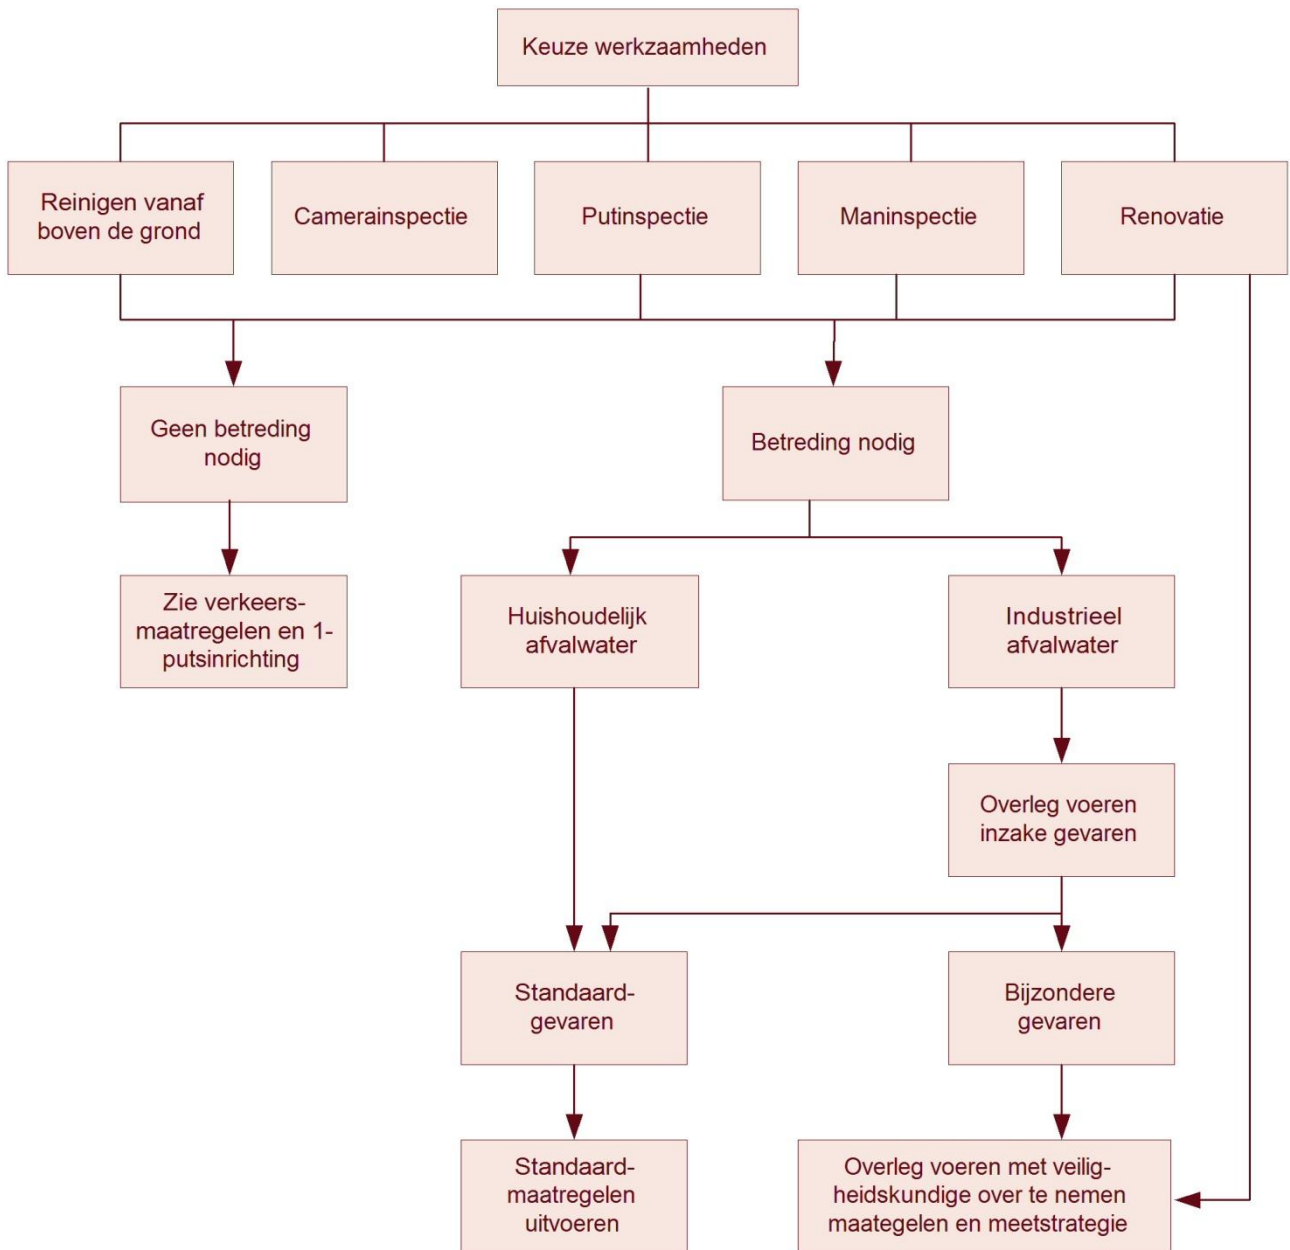 Keuze werkzaamheden
Reinigen vanaf
boven de grond
Camerainspectie
Putinspectie
Maninspectie
Renovatie
Geen betreding
nodig
Betreding nodig
Zie verkeers-
maatregelen en 1-
putsinrichting
Huishoudelijk
afvalwater
Industrieel
afvalwater
Overleg voeren
inzake gevaren
Standaard-
gevaren
Bijzondere
gevaren
Standaard-
maatregelen
uitvoeren
Overleg voeren met veilig-
heidskundige over te nemen
maategelen en meetstrategie